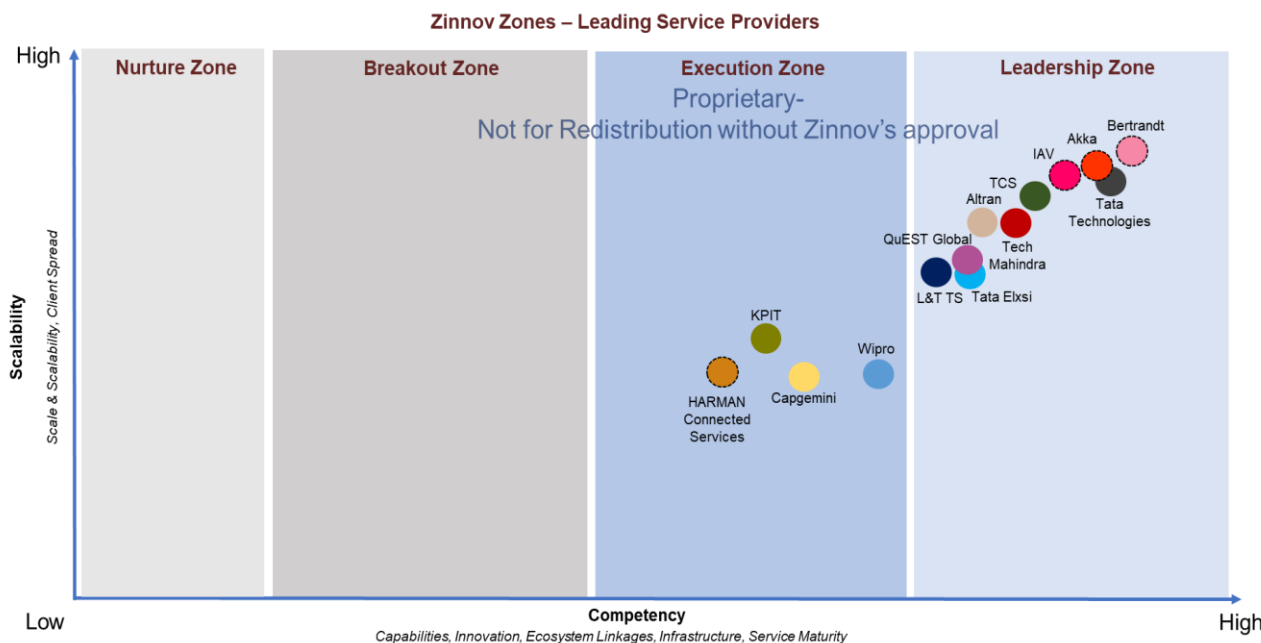 Zinnov Zones – Leading Service Providers
High
Nurture Zone
Breakout Zone
Execution Zone
Leadership Zone
Proprietary-
Not for Redistribution without Zinnov's approval
Bertrandt
Akka
IAV
TCS
Tata
Technologies
Altran
QuEST Global
Tech
Mahindra
L&T TS
Tata Elxsi
KPIT
Wipro
HARMAN
Connected
Services
Capgemini
Scalability
Scale & Scalability, Client Spread
Low
Competency
Capabilities, Innovation, Ecosystem Linkages, Infrastructure, Service Maturity
High